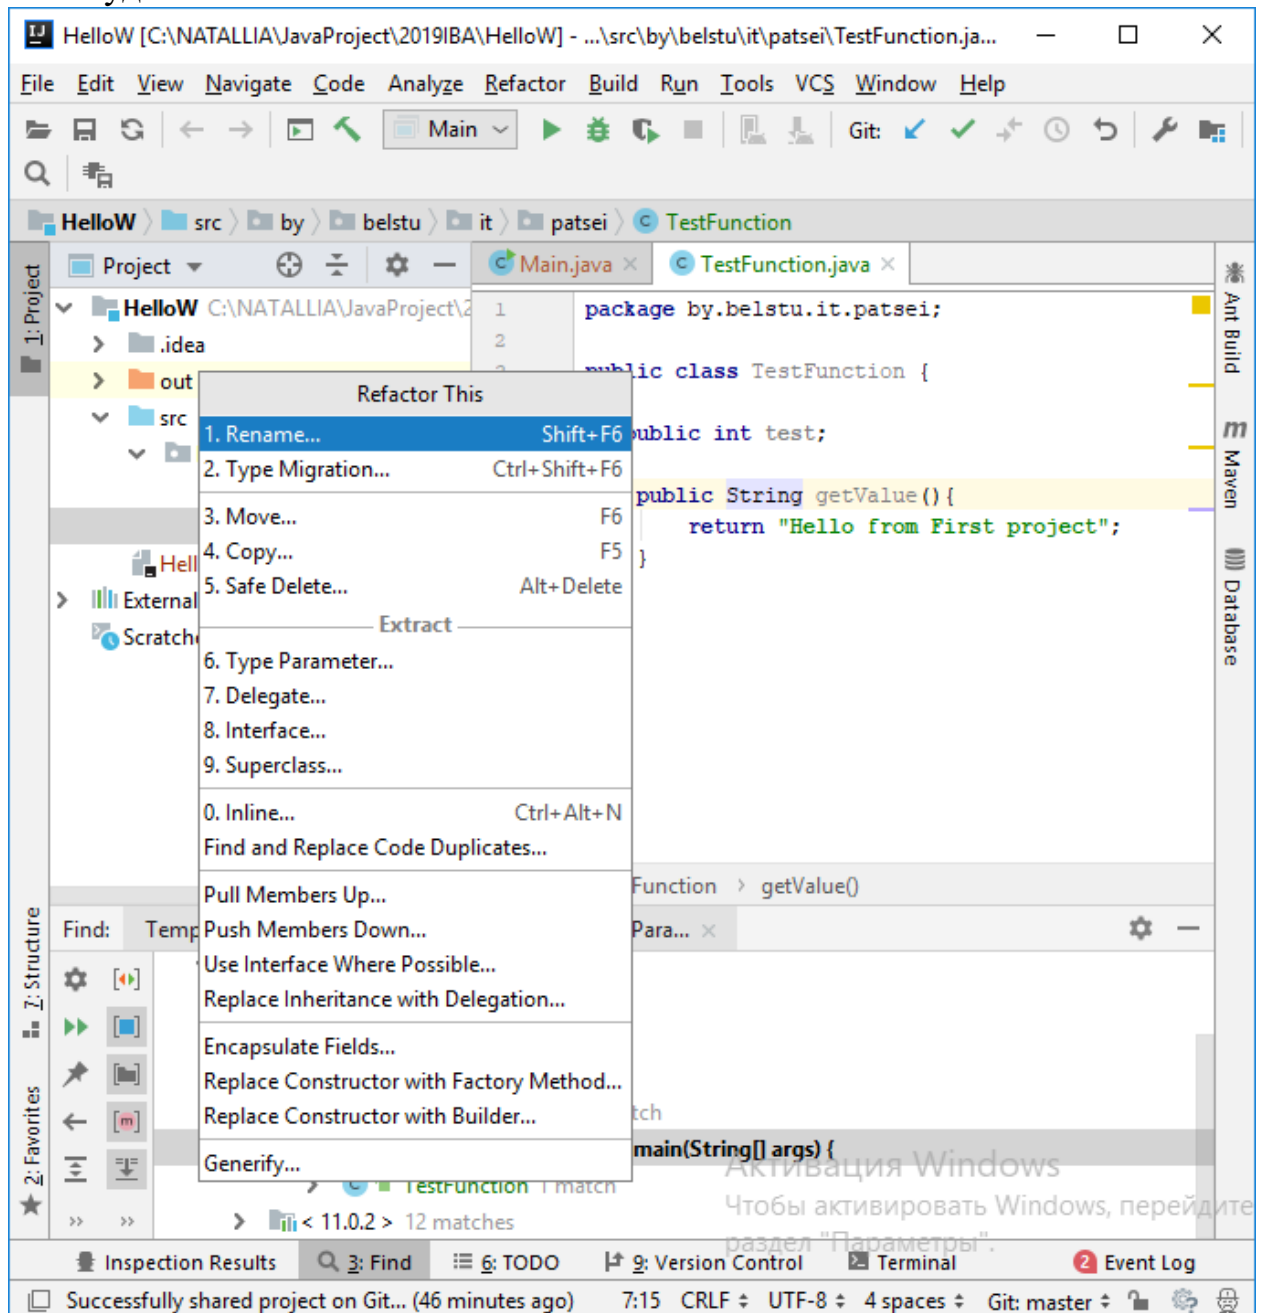 HelloW [C:\NATALLIA\JavaProject\2019IBA\HelloW] - ...\src\by\belstu\it\patsei\TestFunction.ja...
File Edit View Navigate Code Analyze Refactor Build Run Tools VCS Window Help
Main Git:
HelloW src by belstu it patsei TestFunction
1: Project
Project
Main.java
TestFunction.java
HelloW C:\NATALLIA\JavaProject\2
.idea
out
src
Hell
External
Scratche
1 package by.belstu.it.patsei;
2
public class TestFunction {
public int test;
public String getValue(){
return "Hello from First project";
}
Refactor This
1. Rename... Shift+F6
2. Type Migration... Ctrl+Shift+F6
3. Move... F6
4. Copy... F5
5. Safe Delete... Alt+Delete
Extract
6. Type Parameter...
7. Delegate...
8. Interface...
9. Superclass...
0. Inline... Ctrl+Alt+N
Find and Replace Code Duplicates...
Pull Members Up...
Push Members Down...
Use Interface Where Possible...
Replace Inheritance with Delegation...
Encapsulate Fields...
Replace Constructor with Factory Method...
Replace Constructor with Builder...
Generify...
Ant Build
m Maven
Database
Function > getValue()
7: Structure
2: Favorites
Find: Temp
Para...
tch
main(String[] args) {
TestFunction 1 match
< 11.0.2 > 12 matches
Активация Windows
Чтобы активировать Windows, перейдите
раздел "Параметры".
Inspection Results 3: Find 6: TODO 9: Version Control Terminal 2 Event Log
Successfully shared project on Git... (46 minutes ago) 7:15 CRLF UTF-8 4 spaces Git: master